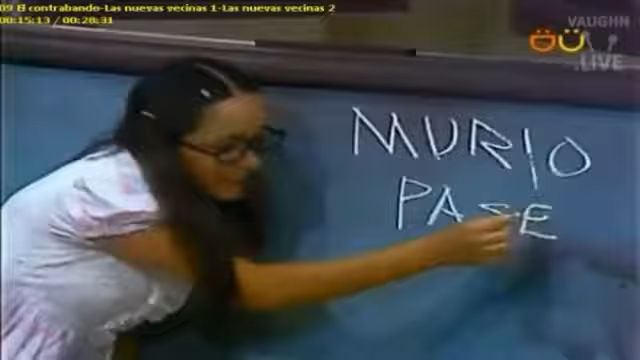 09 El contrabando-Las nuevas vecinas 1-Las nuevas vecinas 2
00:15:13 / 00:28:31
VAUGHN
.LIVE
MURIO
PASE